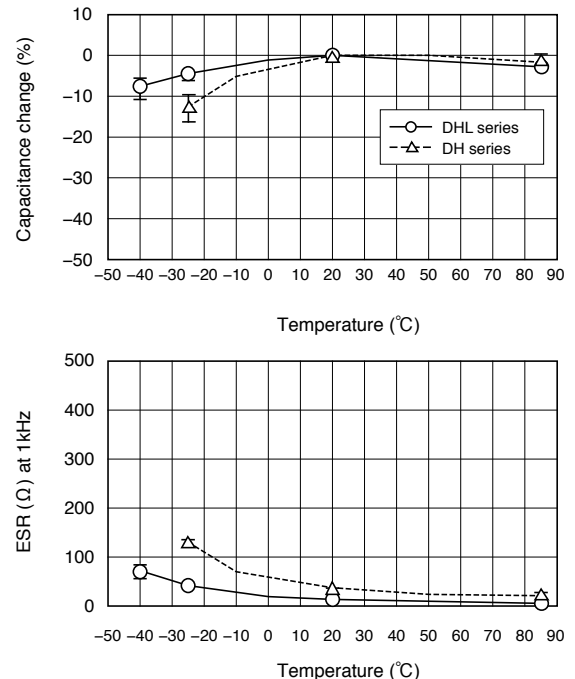 Capacitance change (%)
10
0
−10
−20
−30
−40
−50
DHL series
DH series
−50 −40 −30 −20 −10 0 10 20 30 40 50 60 70 80 90
Temperature (℃)
ESR (Ω) at 1kHz
500
400
300
200
100
0
−50 −40 −30 −20 −10 0 10 20 30 40 50 60 70 80 90
Temperature (℃)